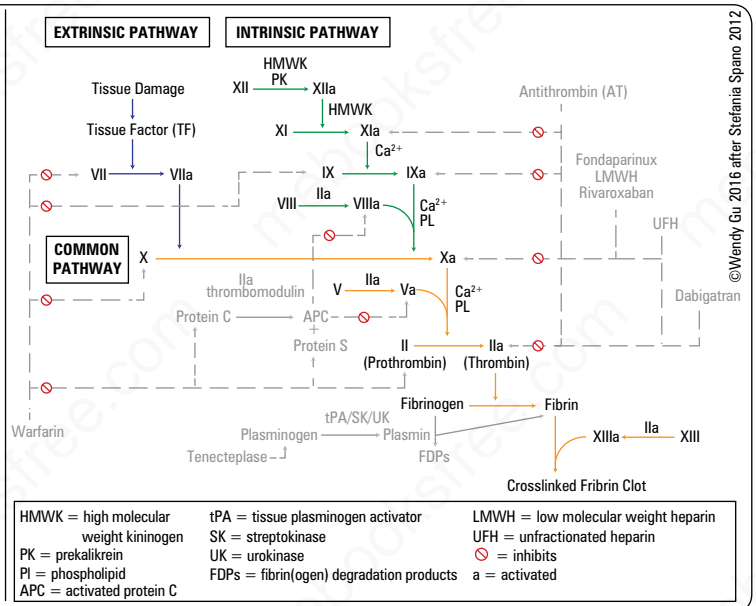 EXTRINSIC PATHWAY
INTRINSIC PATHWAY
HMWK
PK
XII
XIIa
HMWK
Tissue Damage
Tissue Factor (TF)
XI
XIa
Ca²⁺
VII
VIIa
IX
IXa
VIII
IIa
VIIIa
Ca²⁺
PL
Antithrombin (AT)
Fondaparinux
LMWH
Rivaroxaban
UFH
Dabigatran
COMMON
PATHWAY
X
Xa
IIa
thrombomodulin
Protein C
APC
+
Protein S
V
IIa
Va
Ca²⁺
PL
II
(Prothrombin)
IIa
(Thrombin)
Warfarin
Fibrinogen
Fibrin
tPA/SK/UK
Plasminogen
Plasmin
Tenecteplase
FDPs
XIIIa
IIa
XIII
Crosslinked Fribrin Clot
©Wendy Gu 2016 after Stefania Spano 2012
HMWK = high molecular
weight kininogen
PK = prekalikrein
Pl = phospholipid
APC = activated protein C
tPA = tissue plasminogen activator
SK = streptokinase
UK = urokinase
FDPs = fibrin(ogen) degradation products
LMWH = low molecular weight heparin
UFH = unfractionated heparin
= inhibits
a = activated
mebooksfree.com